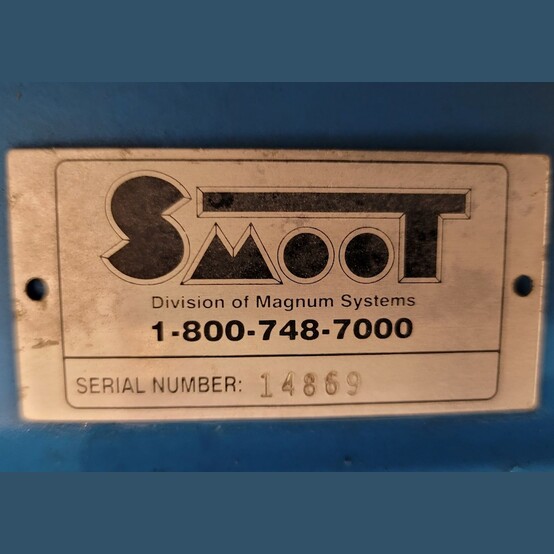 SMOOT
Division of Magnum Systems
1-800-748-7000
SERIAL NUMBER: 14869